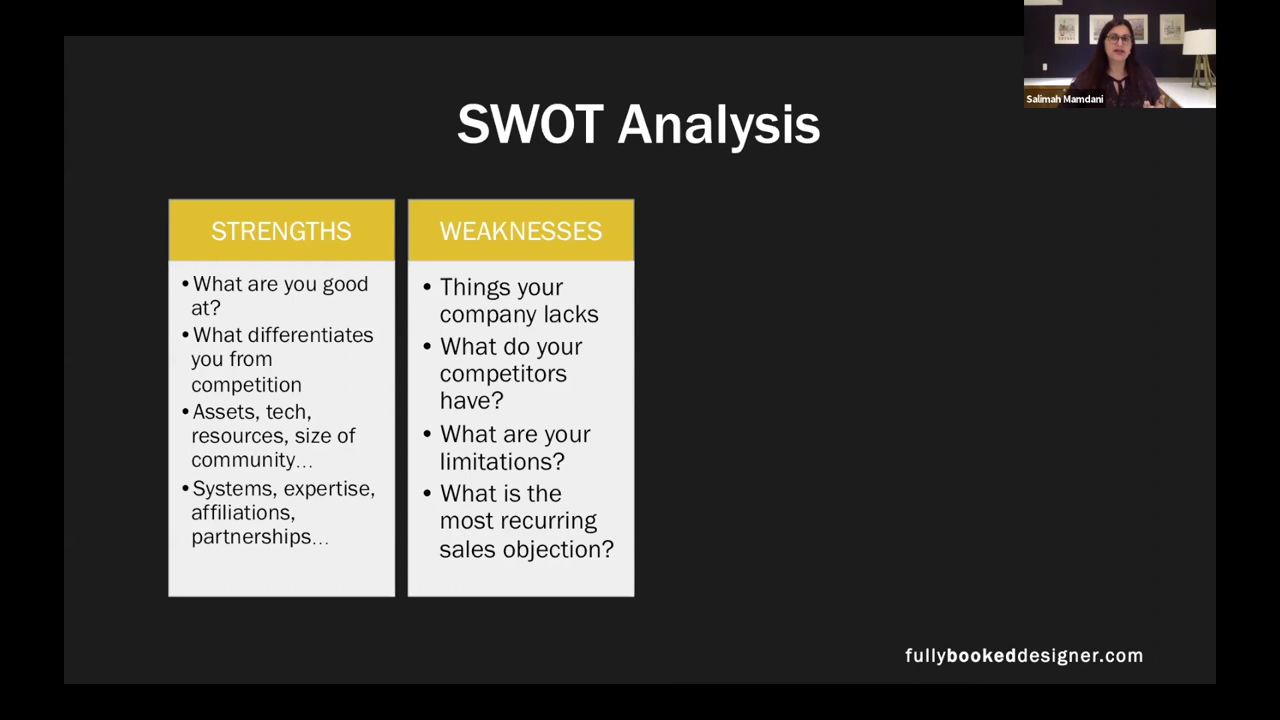 Salimah Mamdani
SWOT Analysis
STRENGTHS
•What are you good
at?
•What differentiates
you from
competition
•Assets, tech,
resources, size of
community…
•Systems, expertise,
affiliations,
partnerships…
WEAKNESSES
• Things your
company lacks
• What do your
competitors
have?
• What are your
limitations?
• What is the
most recurring
sales objection?
fullybookeddesigner.com